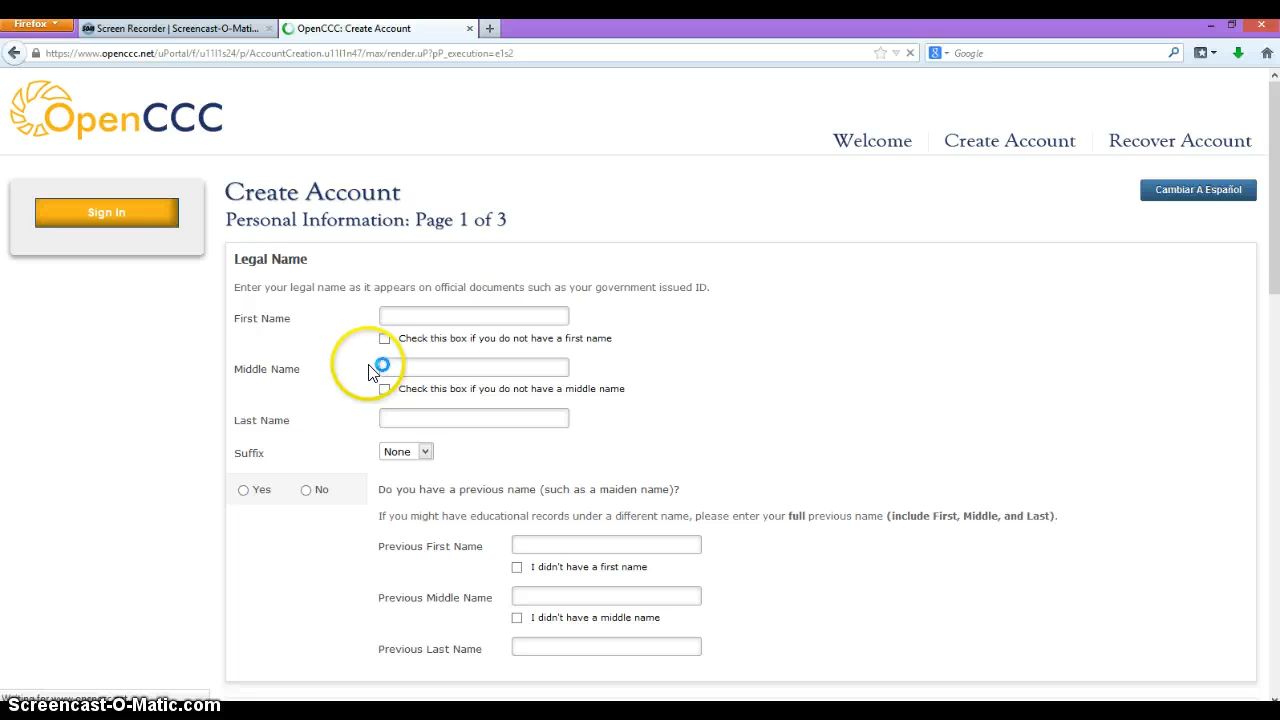 Firefox
Screen Recorder | Screencast-O-Mati...
OpenCCC: Create Account
https://www.openccc.net/uPortal/f/u11l1s24/p/AccountCreation.u11l1n47/max/render.uP?pP_execution=e1s2
Google
OpenCCC
Welcome
Create Account
Recover Account
Sign In
Create Account
Cambiar A Español
Personal Information: Page 1 of 3
Legal Name
Enter your legal name as it appears on official documents such as your government issued ID.
First Name
Check this box if you do not have a first name
Middle Name
Check this box if you do not have a middle name
Last Name
Suffix
None
Yes
No
Do you have a previous name (such as a maiden name)?
If you might have educational records under a different name, please enter your full previous name (include First, Middle, and Last).
Previous First Name
I didn't have a first name
Previous Middle Name
I didn't have a middle name
Previous Last Name
Screencast-O-Matic.com